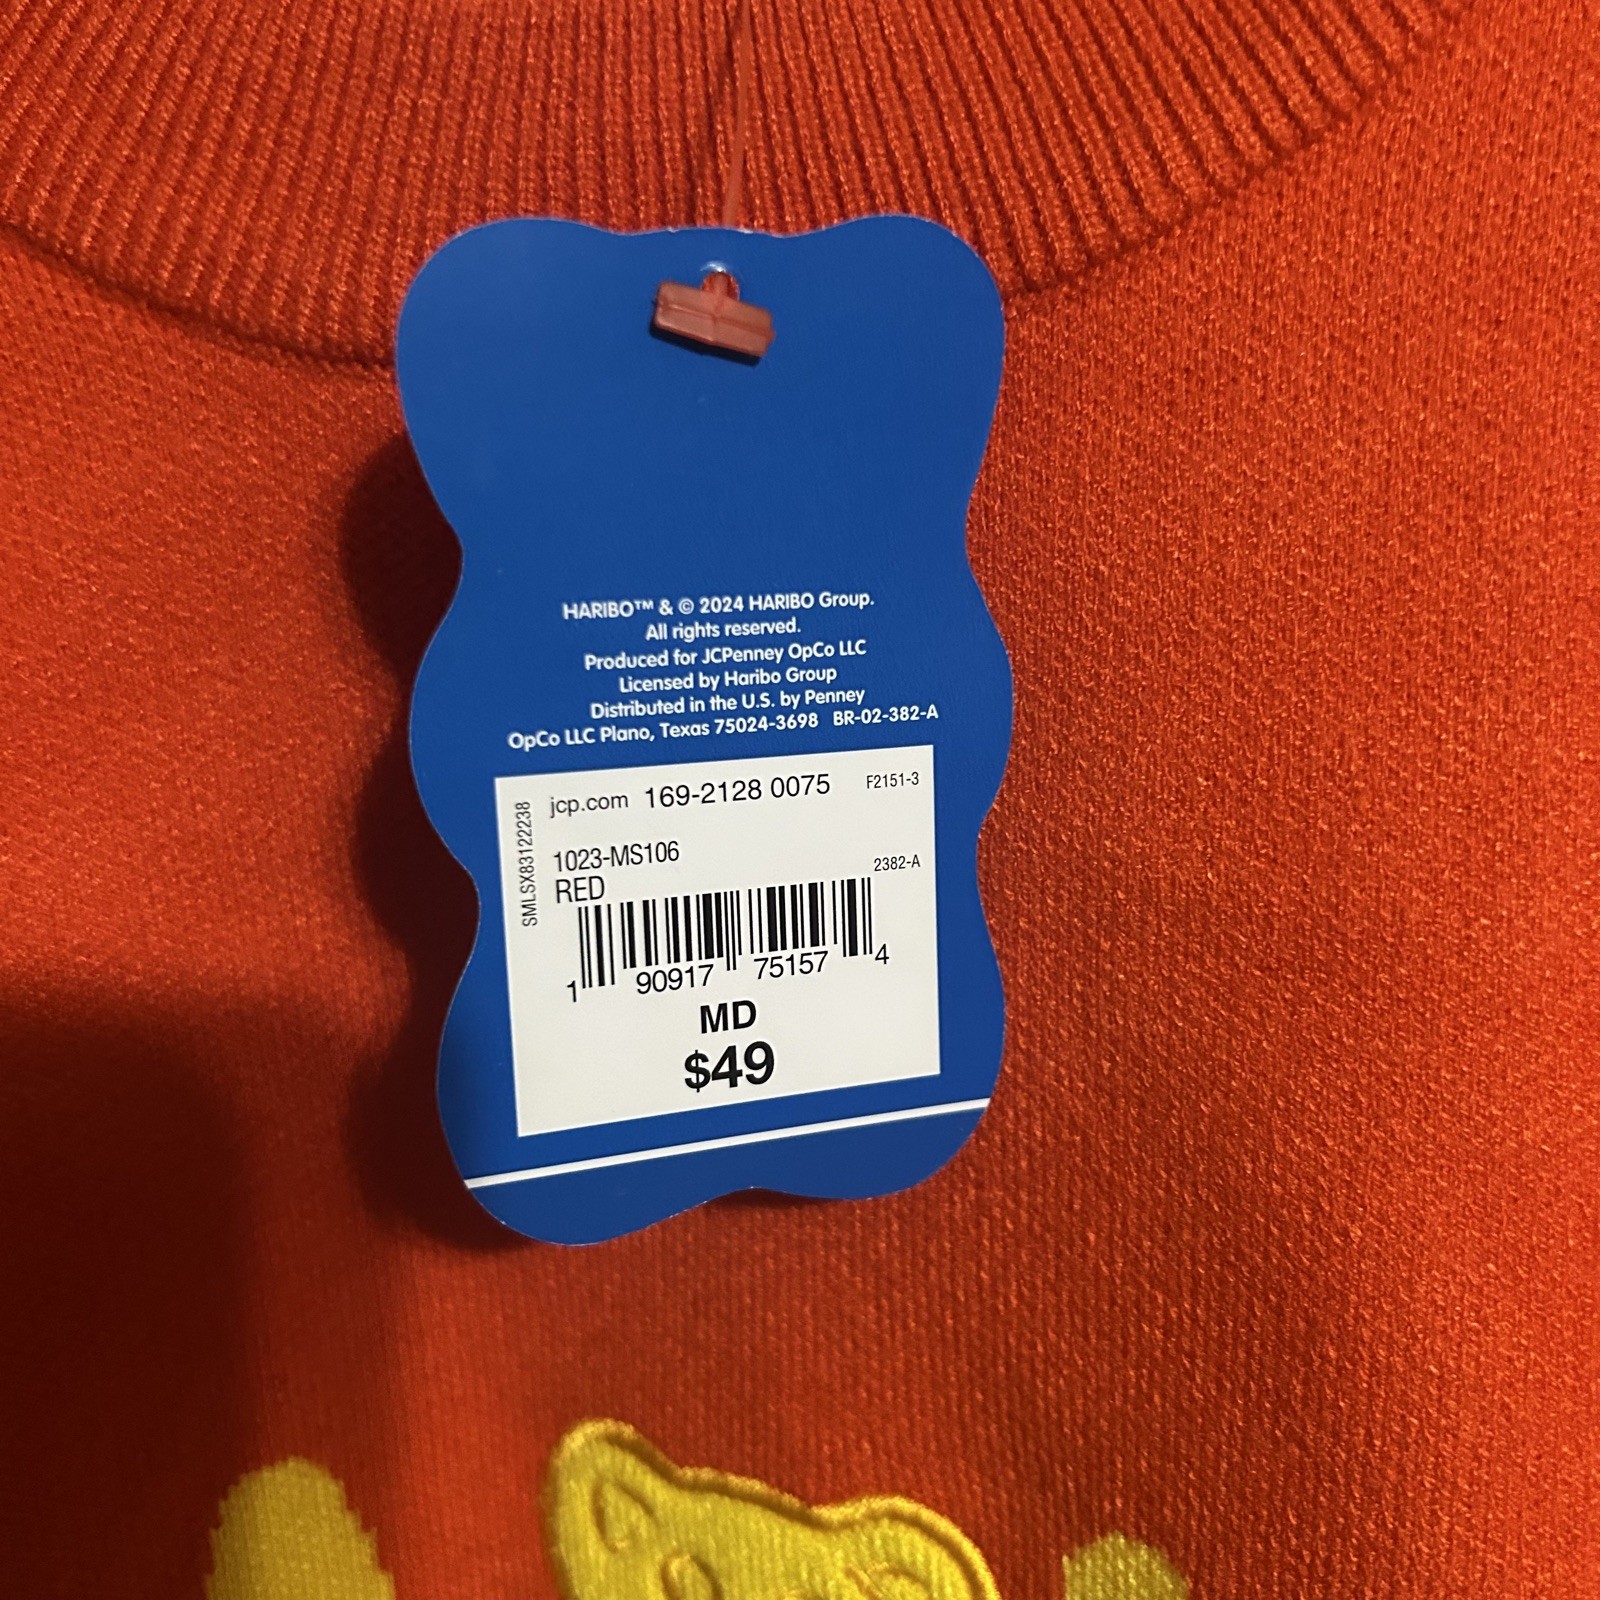 HARIBO™ & © 2024 HARIBO Group.
All rights reserved.
Produced for JCPenney OpCo LLC
Licensed by Haribo Group
Distributed in the U.S. by Penney
OpCo LLC Plano, Texas 75024-3698 BR-02-382-A
jcp.com 169-2128 0075 F2151-3
SMLSX83122238
1023-MS106
RED 2382-A
1 90917 75157 4
MD
$49